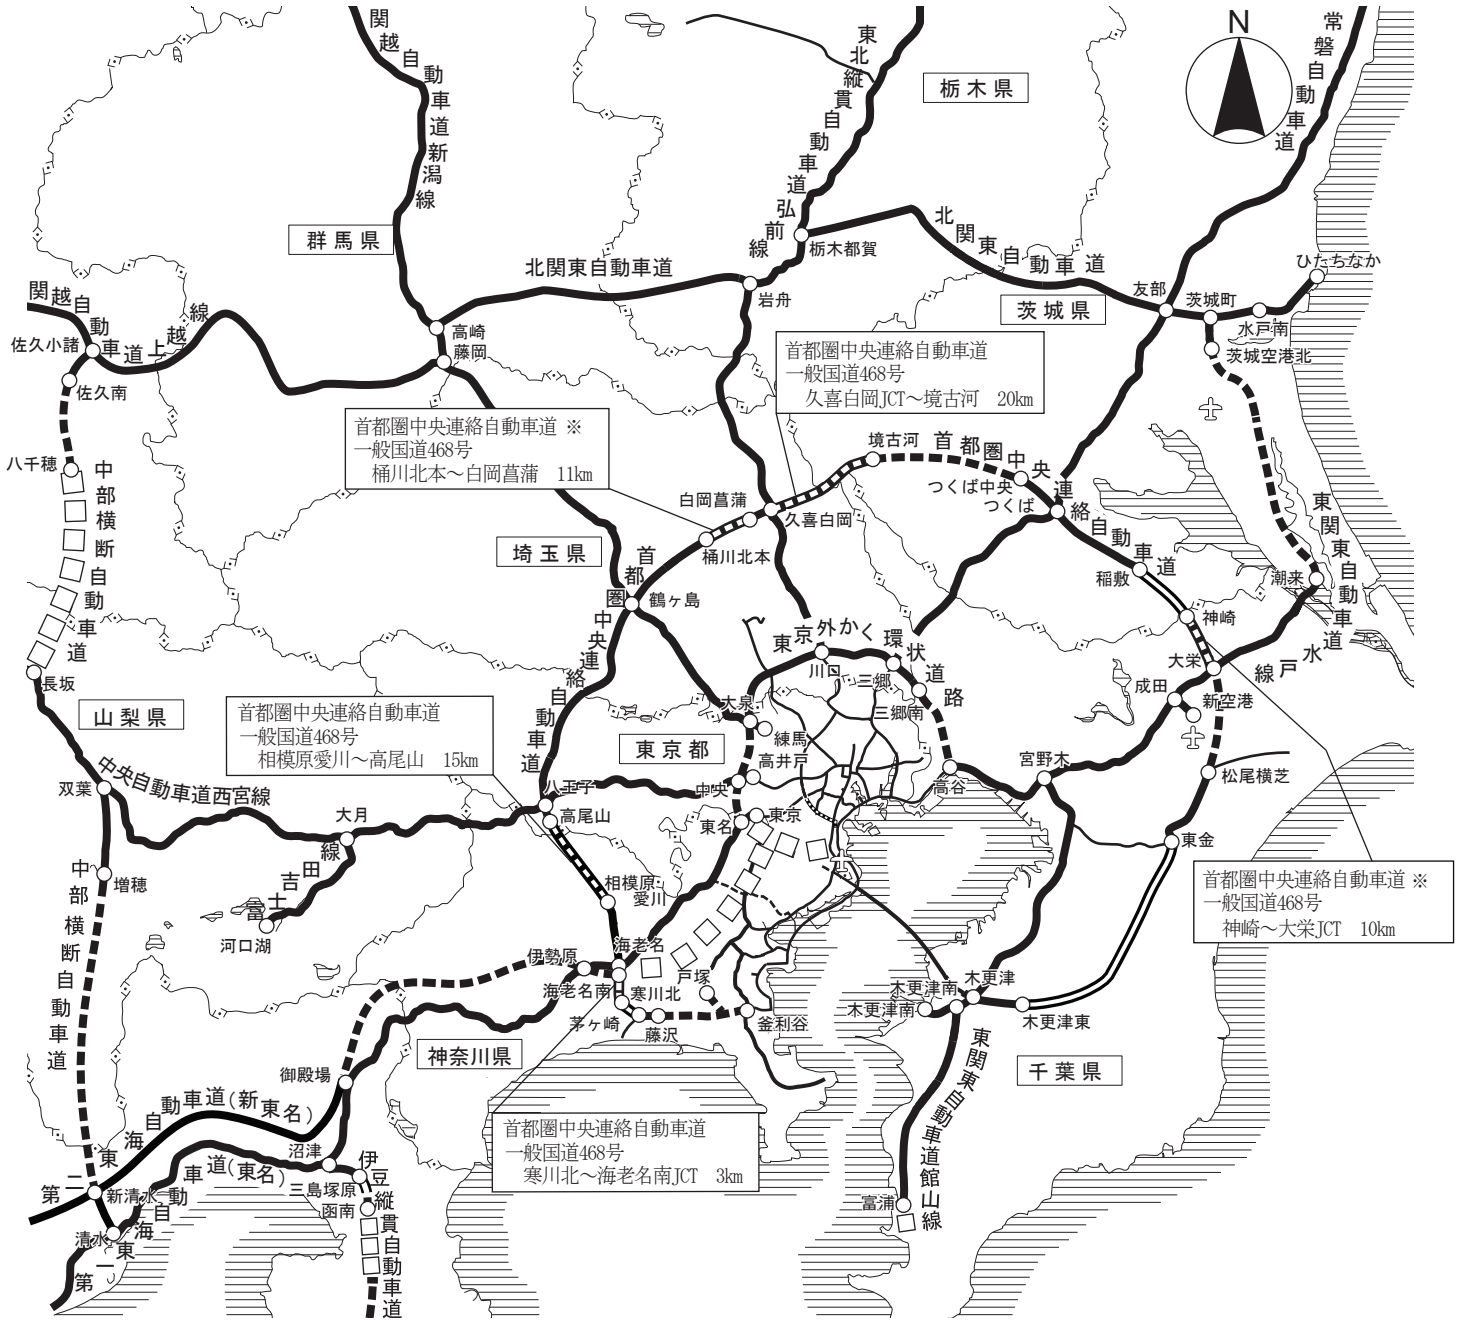 N
関越自動車道新潟線
東北縦貫自動車道弘前線
常磐自動車道
栃木県
群馬県
栃木都賀
北関東自動車道
北関東自動車道
ひたちなか
岩舟
茨城県
友部
茨城町
水戸南
茨城空港北
関越自動車道上越線
佐久小諸
佐久南
高崎
藤岡
首都圏中央連絡自動車道
一般国道468号
久喜白岡JCT～境古河 20km
首都圏中央連絡自動車道 ※
一般国道468号
桶川北本～白岡菖蒲 11km
八千穂
中部横断自動車道
境古河
首都圏中央連絡自動車道
つくば中央
つくば
白岡菖蒲
久喜白岡
桶川北本
埼玉県
首都圏中央連絡自動車道
鶴ヶ島
稲敷
神崎
潮来
東関東自動車道水戸線
大栄
成田
新空港
東京外かく環状道路
川口
三郷
三郷南
長坂
山梨県
首都圏中央連絡自動車道
一般国道468号
相模原愛川～高尾山 15km
大泉
練馬
東京都
高井戸
中央
高谷
宮野木
松尾横芝
双葉
中央自動車道西宮線
大月
八王子
高尾山
東名
東京
東金
富士吉田線
河口湖
中部横断自動車道
増穂
相模原
愛川
首都圏中央連絡自動車道 ※
一般国道468号
神崎～大栄JCT 10km
伊勢原
海老名
海老名南
寒川北
戸塚
茅ヶ崎
藤沢
釜利谷
木更津南
木更津
木更津南
木更津東
神奈川県
千葉県
東関東自動車道館山線
御殿場
首都圏中央連絡自動車道
一般国道468号
寒川北～海老名南JCT 3km
第二東海自動車道(新東名)
沼津
三島塚原
函南
伊豆縦貫自動車道
新清水
清水
第一東海自動車道(東名)
富浦